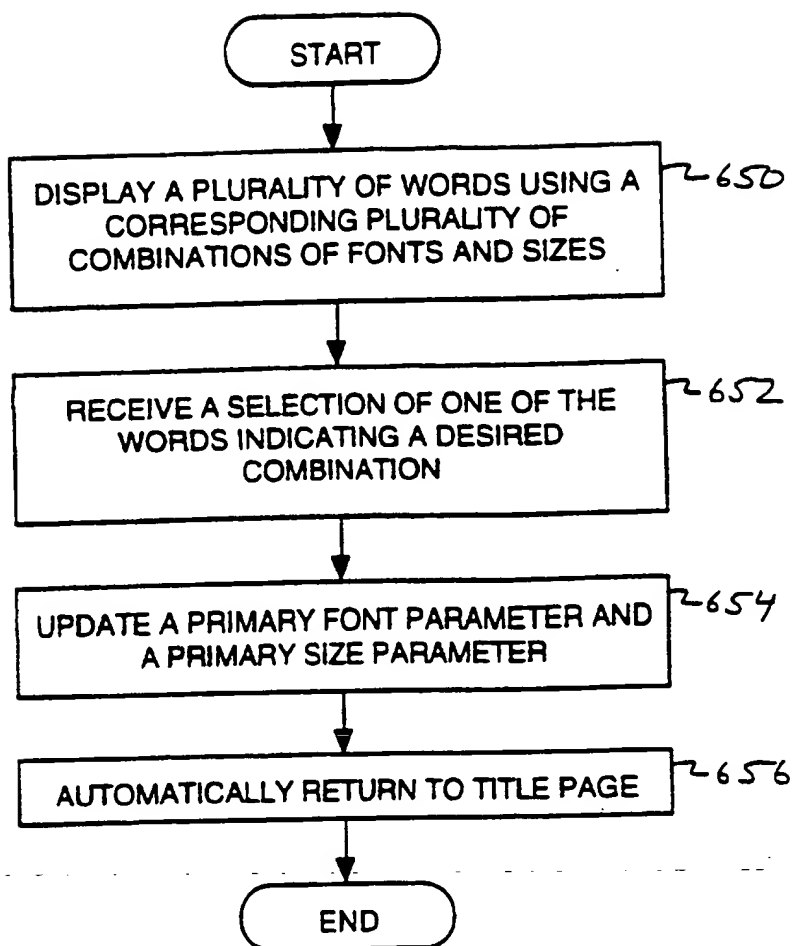 START
DISPLAY A PLURALITY OF WORDS USING A
CORRESPONDING PLURALITY OF
COMBINATIONS OF FONTS AND SIZES
650
RECEIVE A SELECTION OF ONE OF THE
WORDS INDICATING A DESIRED
COMBINATION
652
UPDATE A PRIMARY FONT PARAMETER AND
A PRIMARY SIZE PARAMETER
654
AUTOMATICALLY RETURN TO TITLE PAGE
656
END